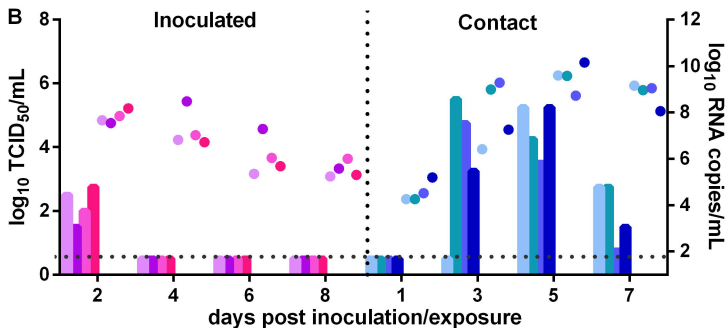 B
Inoculated
Contact
log10 TCID50/mL
8
6
4
2
0
12
10
8
6
4
2
log10 RNA copies/mL
2 4 6 8 1 3 5 7
days post inoculation/exposure